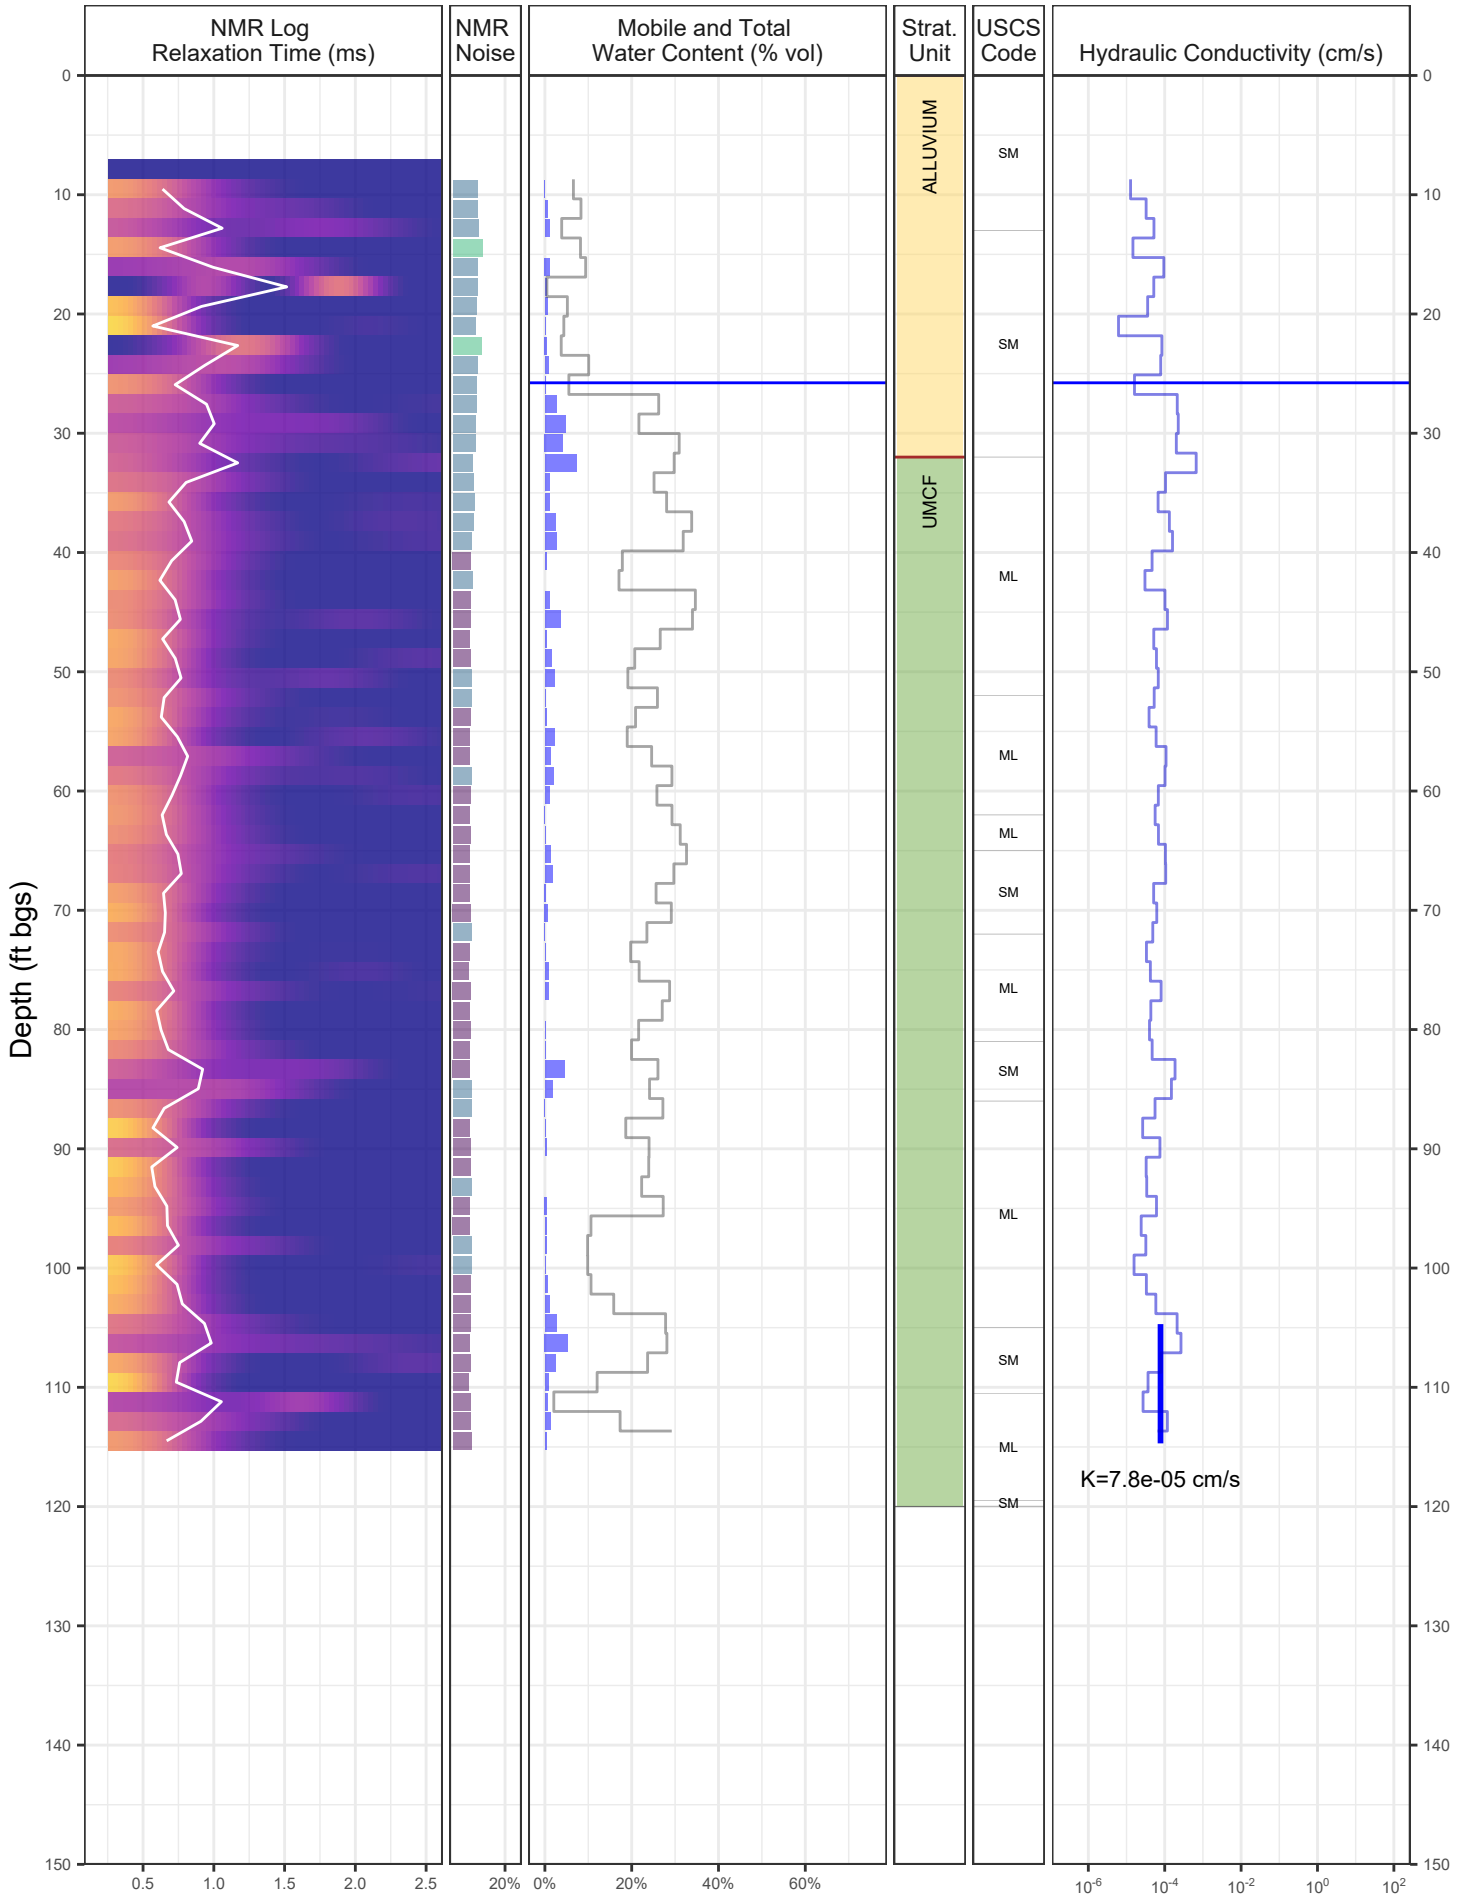 NMR Log
Relaxation Time (ms)
NMR
Noise
Mobile and Total
Water Content (% vol)
Strat.
Unit
USCS
Code
Hydraulic Conductivity (cm/s)
Depth (ft bgs)
0
10
20
30
40
50
60
70
80
90
100
110
120
130
140
150
ALLUVIUM
UMCF
SM
SM
ML
ML
ML
SM
ML
SM
ML
SM
ML
SM
K=7.8e-05 cm/s
0
10
20
30
40
50
60
70
80
90
100
110
120
130
140
150
0.5 1.0 1.5 2.0 2.5
20%
0% 20% 40% 60%
10⁻⁶ 10⁻⁴ 10⁻² 10⁰ 10²